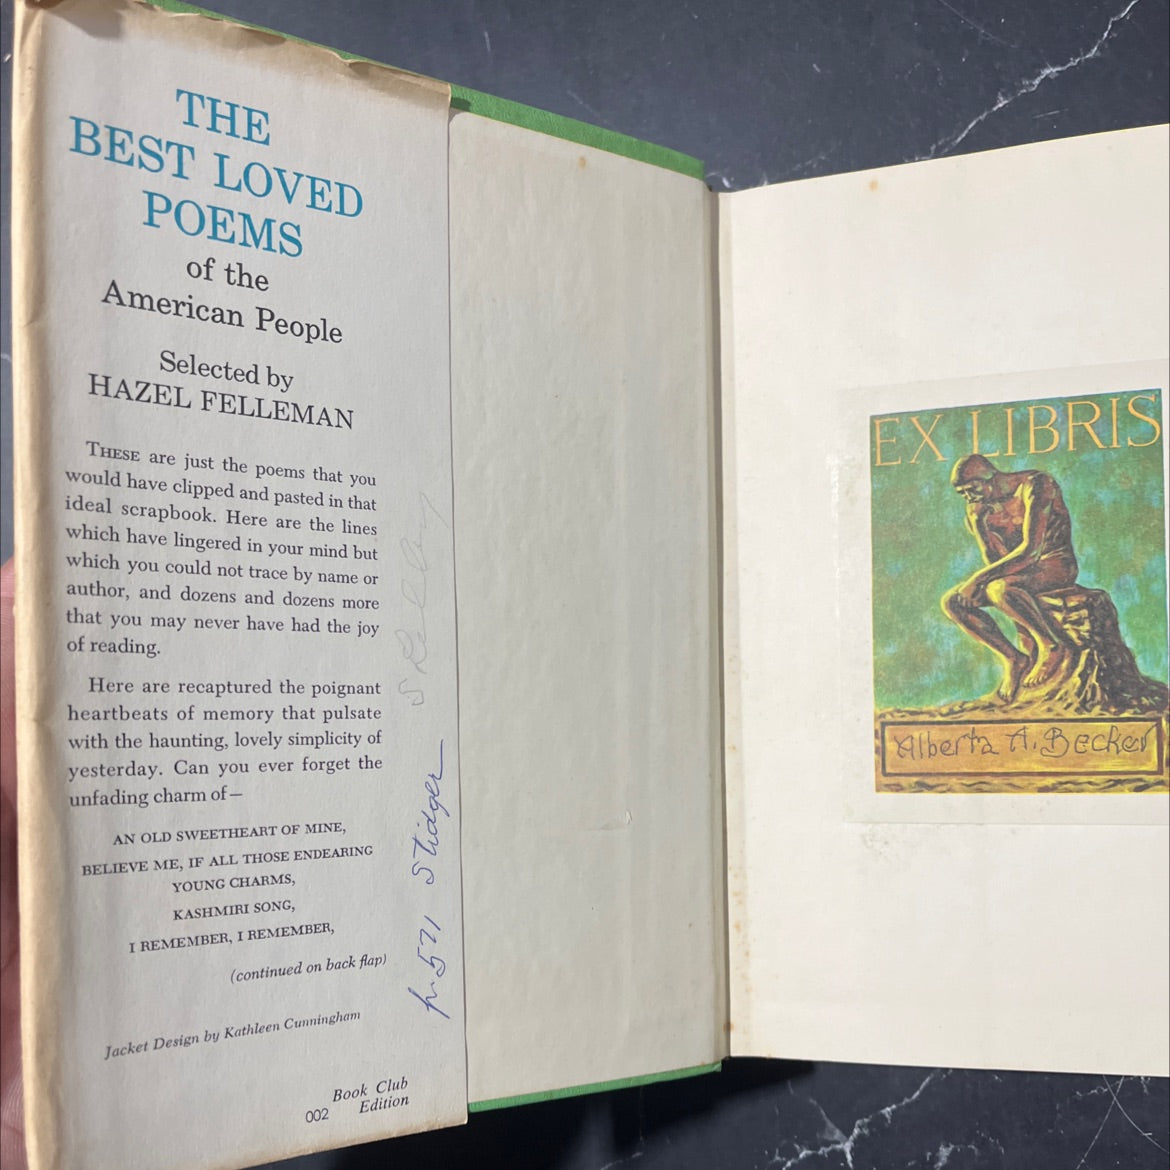 THE
BEST LOVED
POEMS
of the
American People
Selected by
HAZEL FELLEMAN
THESE are just the poems that you
would have clipped and pasted in that
ideal scrapbook. Here are the lines
which have lingered in your mind but
which you could not trace by name or
author, and dozens and dozens more
that you may never have had the joy
of reading.
Here are recaptured the poignant
heartbeats of memory that pulsate
with the haunting, lovely simplicity of
yesterday. Can you ever forget the
unfading charm of—
AN OLD SWEETHEART OF MINE,
BELIEVE ME, IF ALL THOSE ENDEARING
YOUNG CHARMS,
KASHMIRI SONG,
I REMEMBER, I REMEMBER,
(continued on back flap)
Jacket Design by Kathleen Cunningham
Book Club
002 Edition
p. 571 Stidger
EX LIBRIS
Alberta A. Becker